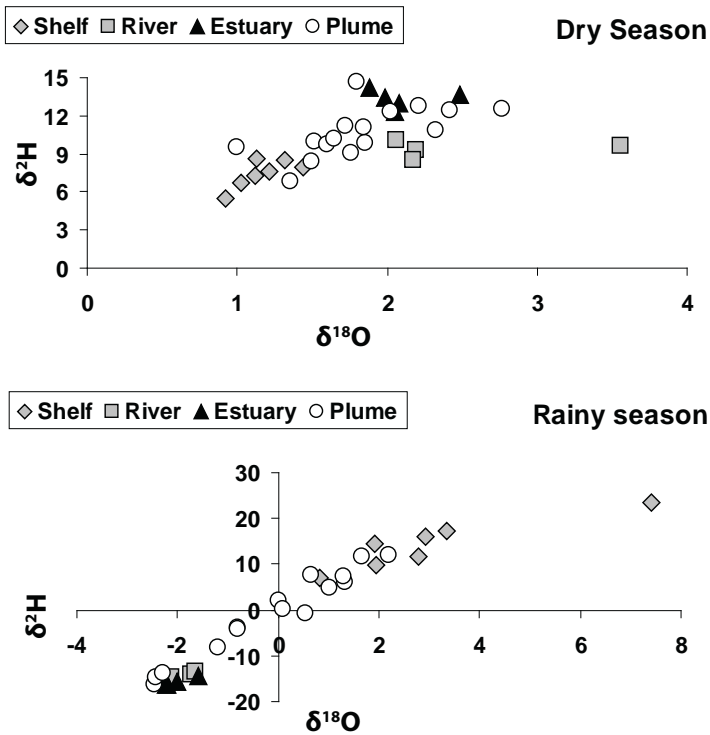 Shelf River Estuary Plume
Dry Season
15
12
9
6
3
0
δ²H
0 1 2 3 4
δ¹⁸O
Shelf River Estuary Plume
Rainy season
30
20
10
0
-10
-20
δ²H
-4 -2 0 2 4 6 8
δ¹⁸O